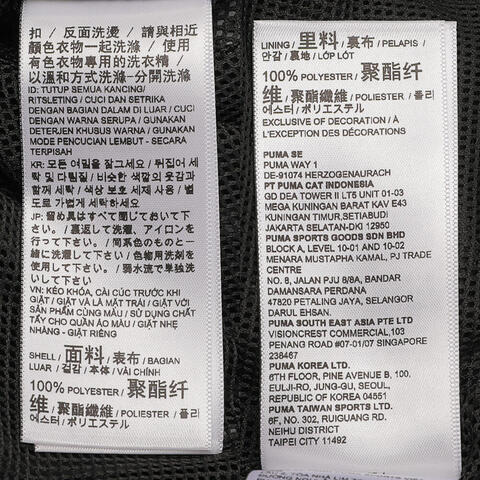 扣 / 反面洗燙 / 請與相近
顏色衣物一起洗滌 / 使用
有色衣物專用的洗衣精 /
以溫和方式洗滌-分開洗滌
ID: TUTUP SEMUA KANCING/
RITSLETING / CUCI DAN SETRIKA
DENGAN BAGIAN DALAM DI LUAR / CUCI
DENGAN WARNA SERUPA / GUNAKAN
DETERJEN KHUSUS WARNA / GUNAKAN
MODE PENCUCIAN LEMBUT - SECARA
TERPISAH
KR: 모든 여밈을 잠그세요 / 뒤집어 세
탁 및 다림질 / 비슷한 색깔의 옷감과
함께 세탁 / 색상 보호 세제 사용 / 별
도로 가볍게 세탁하세요
JP: 留め具はすべて閉じておいて下
さい。/ 裏返して洗濯、アイロンを
行って下さい。/ 同系色のものと一
緒に洗濯して下さい。/ 色物用洗剤
を使用して下さい。/ 弱水流で単独洗
いして下さい。
VN: KÉO KHÓA, CÀI CÚC TRƯỚC KHI
GIẶT / GIẶT VÀ LÀ MẶT TRÁI / GIẶT VỚI
SẢN PHẨM CÙNG MÀU / SỬ DỤNG CHẤT
TẨY CHO QUẦN ÁO MÀU / GIẶT NHẸ
NHÀNG - GIẶT RIÊNG
SHELL / 面料 / 表布 / BAGIAN
LUAR / 겉감 / 本体 / VẢI CHÍNH
100% POLYESTER / 聚酯纤
维 / 聚酯纖維 / POLIESTER / 폴리
에스터 / ポリエステル
LINING / 里料 / 裏布 / PELAPIS /
안감 / 裏地 / LỚP LÓT
100% POLYESTER / 聚酯纤
维 / 聚酯纖維 / POLIESTER / 폴리
에스터 / ポリエステル
EXCLUSIVE OF DECORATION / À
L'EXCEPTION DES DÉCORATIONS
PUMA SE
PUMA WAY 1
DE-91074 HERZOGENAURACH
PT PUMA CAT INDONESIA
GD DEA TOWER II LT5 UNIT 01-03
MEGA KUNINGAN BARAT KAV E43
KUNINGAN TIMUR,SETIABUDI
JAKARTA SELATAN-DKI 12950
PUMA SPORTS GOODS SDN BHD
BLOCK A, LEVEL 10-01 AND 10-02
MENARA MUSTAPHA KAMAL, PJ TRADE
CENTRE
NO. 8, JALAN PJU 8/8A, BANDAR
DAMANSARA PERDANA
47820 PETALING JAYA, SELANGOR
DARUL EHSAN.
PUMA SOUTH EAST ASIA PTE LTD
VISIONCREST COMMERCIAL,103
PENANG ROAD #07-01/07 SINGAPORE
238467
PUMA KOREA LTD.
6TH FLOOR, PINE AVENUE B, 100.
EULJI-RO, JUNG-GU, SEOUL,
REPUBLIC OF KOREA 04551
PUMA TAIWAN SPORTS LTD.
6F, NO. 302, RUIGUANG RD.
NEIHU DISTRICT
TAIPEI CITY 11492